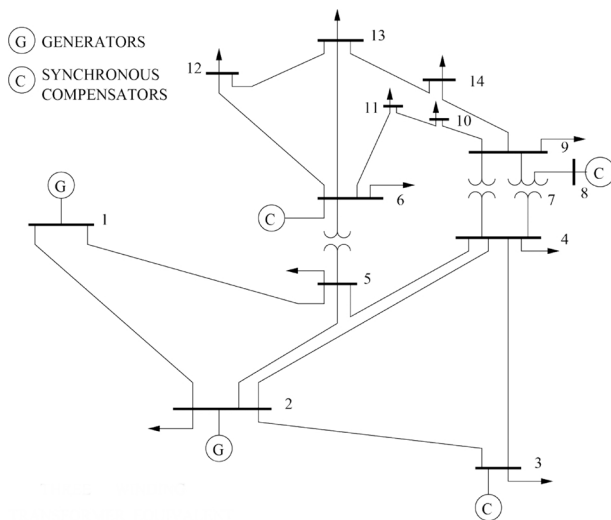 13
G GENERATORS
C SYNCHRONOUS
COMPENSATORS
12
14
11
10
9
C
8
7
G
6
C
1
4
5
2
G
3
C